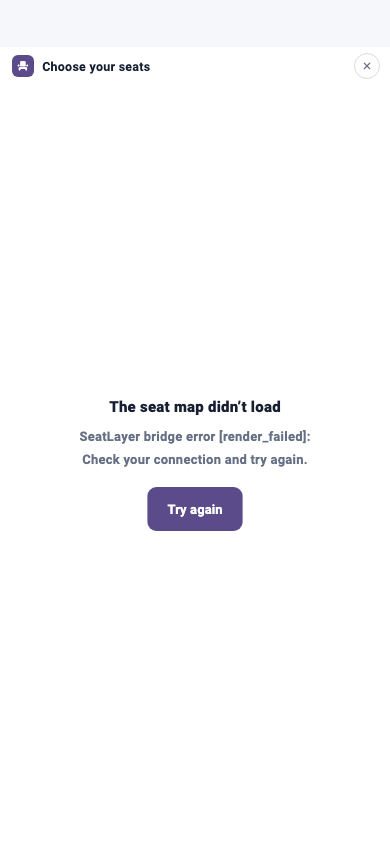 Choose your seats
The seat map didn’t load
SeatLayer bridge error [render_failed]:
Check your connection and try again.
Try again